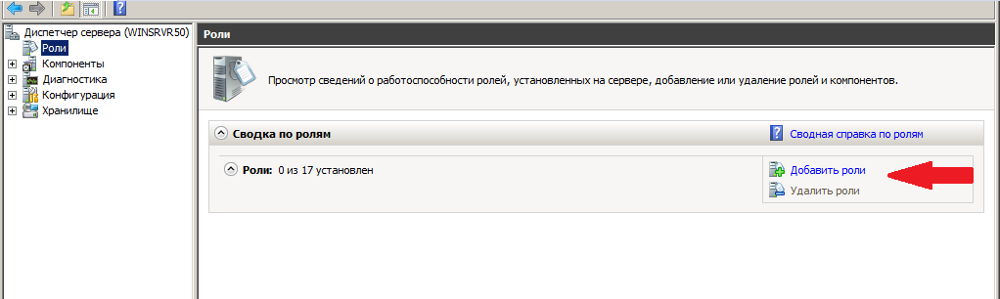 Диспетчер сервера (WINSRVR50)
Роли
Компоненты
Диагностика
Конфигурация
Хранилище
Роли
Просмотр сведений о работоспособности ролей, установленных на сервере, добавление или удаление ролей и компонентов.
Сводка по ролям
Сводная справка по ролям
Роли: 0 из 17 установлен
Добавить роли
Удалить роли